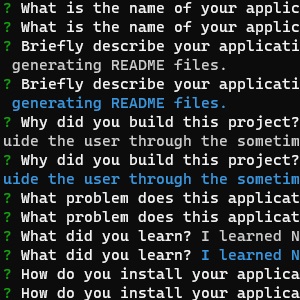 ? What is the name of your applic
? What is the name of your applic
? Briefly describe your applicati
generating README files.
? Briefly describe your applicati
generating README files.
? Why did you build this project?
uide the user through the sometim
? Why did you build this project?
uide the user through the sometim
? What problem does this applicat
? What problem does this applicat
? What did you learn? I learned N
? What did you learn? I learned N
? How do you install your applica
? How do you install your applica